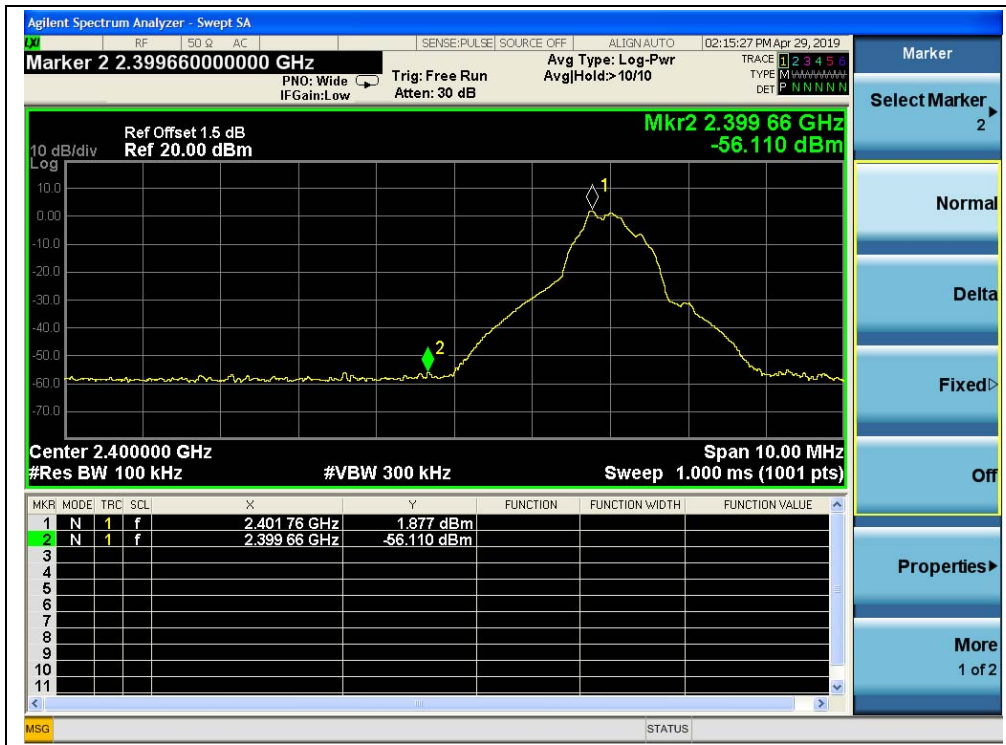 Agilent Spectrum Analyzer - Swept SA
LXI RF 50 Ω AC SENSE:PULSE SOURCE OFF ALIGN AUTO 02:15:27 PM Apr 29, 2019
Marker 2 2.399660000000 GHz
PNO: Wide
IFGain:Low
Trig: Free Run
Atten: 30 dB
Avg Type: Log-Pwr
Avg|Hold:>10/10
TRACE 1 2 3 4 5 6
TYPE M
DET P N N N N N
Ref Offset 1.5 dB
10 dB/div Ref 20.00 dBm
Log
Mkr2 2.399 66 GHz
-56.110 dBm
10.0
0.00
-10.0
-20.0
-30.0
-40.0
-50.0
-60.0
-70.0
1
2
Center 2.400000 GHz Span 10.00 MHz
#Res BW 100 kHz #VBW 300 kHz Sweep 1.000 ms (1001 pts)
MKR MODE TRC SCL X Y FUNCTION FUNCTION WIDTH FUNCTION VALUE
1 N 1 f 2.401 76 GHz 1.877 dBm
2 N 1 f 2.399 66 GHz -56.110 dBm
3
4
5
6
7
8
9
10
11
MSG STATUS
Marker
Select Marker
2
Normal
Delta
Fixed
Off
Properties
More
1 of 2